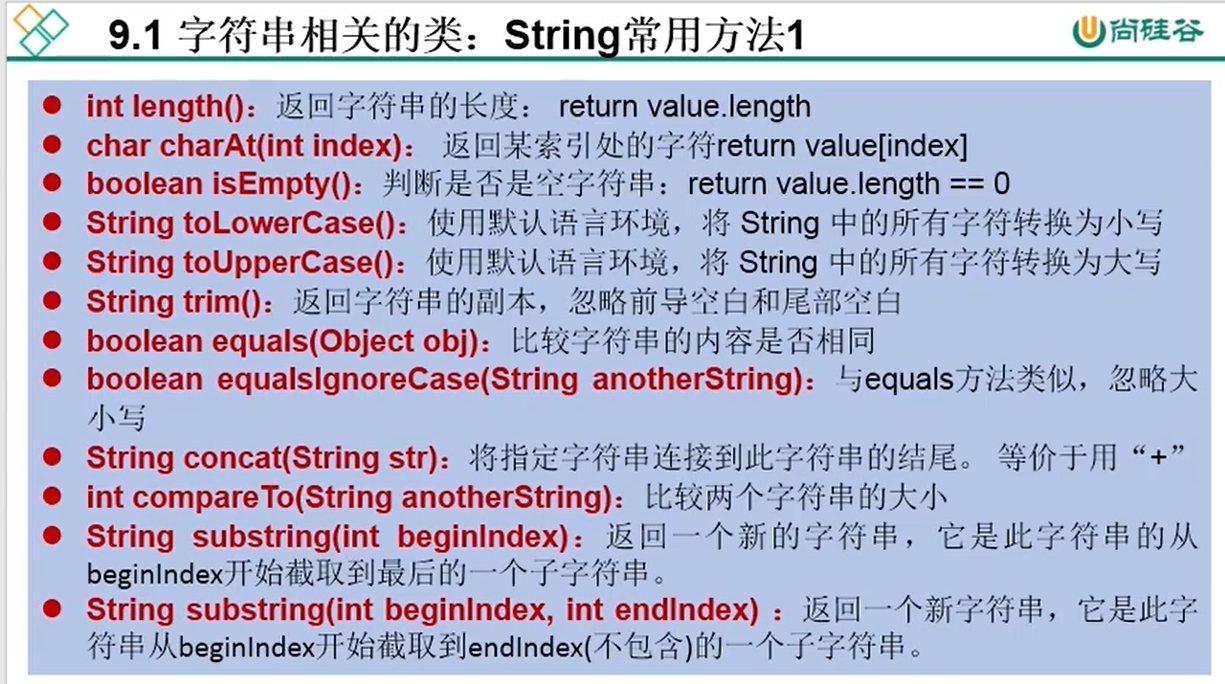 9.1 字符串相关的类：String常用方法1
尚硅谷
int length()：返回字符串的长度： return value.length
char charAt(int index)： 返回某索引处的字符return value[index]
boolean isEmpty()：判断是否是空字符串：return value.length == 0
String toLowerCase()：使用默认语言环境，将 String 中的所有字符转换为小写
String toUpperCase()：使用默认语言环境，将 String 中的所有字符转换为大写
String trim()：返回字符串的副本，忽略前导空白和尾部空白
boolean equals(Object obj)：比较字符串的内容是否相同
boolean equalsIgnoreCase(String anotherString)：与equals方法类似，忽略大
小写
String concat(String str)：将指定字符串连接到此字符串的结尾。 等价于用“+”
int compareTo(String anotherString)：比较两个字符串的大小
String substring(int beginIndex)：返回一个新的字符串，它是此字符串的从
beginIndex开始截取到最后的一个子字符串。
String substring(int beginIndex, int endIndex) ：返回一个新字符串，它是此字
符串从beginIndex开始截取到endIndex(不包含)的一个子字符串。